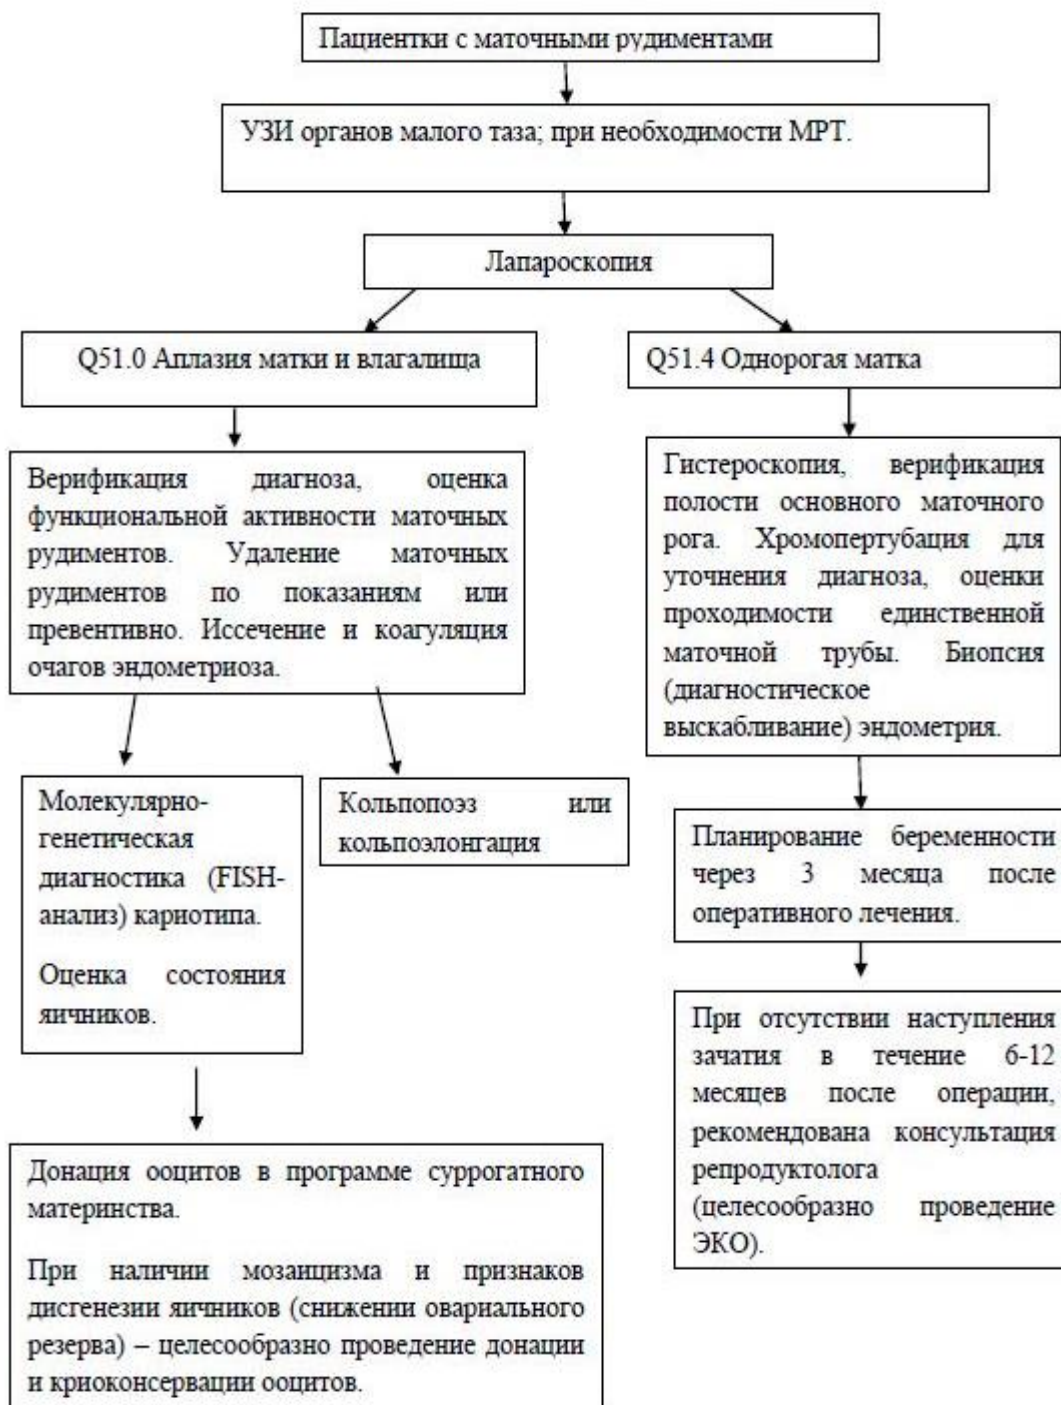 Пациентки с маточными рудиментами
УЗИ органов малого таза; при необходимости МРТ.
Лапароскопия
Q51.0 Аплазия матки и влагалища
Q51.4 Однорогая матка
Верификация диагноза, оценка
функциональной активности маточных
рудиментов. Удаление маточных
рудиментов по показаниям или
превентивно. Иссечение и коагуляция
очагов эндометриоза.
Гистероскопия, верификация
полости основного маточного
рога. Хромопертубация для
уточнения диагноза, оценки
проходимости единственной
маточной трубы. Биопсия
(диагностическое
выскабливание) эндометрия.
Молекулярно-
генетическая
диагностика (FISH-
анализ) кариотипа.
Оценка состояния
яичников.
Кольпопоэз или
кольпоэлонгация
Планирование беременности
через 3 месяца после
оперативного лечения.
При отсутствии наступления
зачатия в течение 6-12
месяцев после операции,
рекомендована консультация
репродуктолога
(целесообразно проведение
ЭКО).
Донация ооцитов в программе суррогатного
материнства.
При наличии мозаицизма и признаков
дисгенезии яичников (снижении овариального
резерва) – целесообразно проведение донации
и криоконсервации ооцитов.